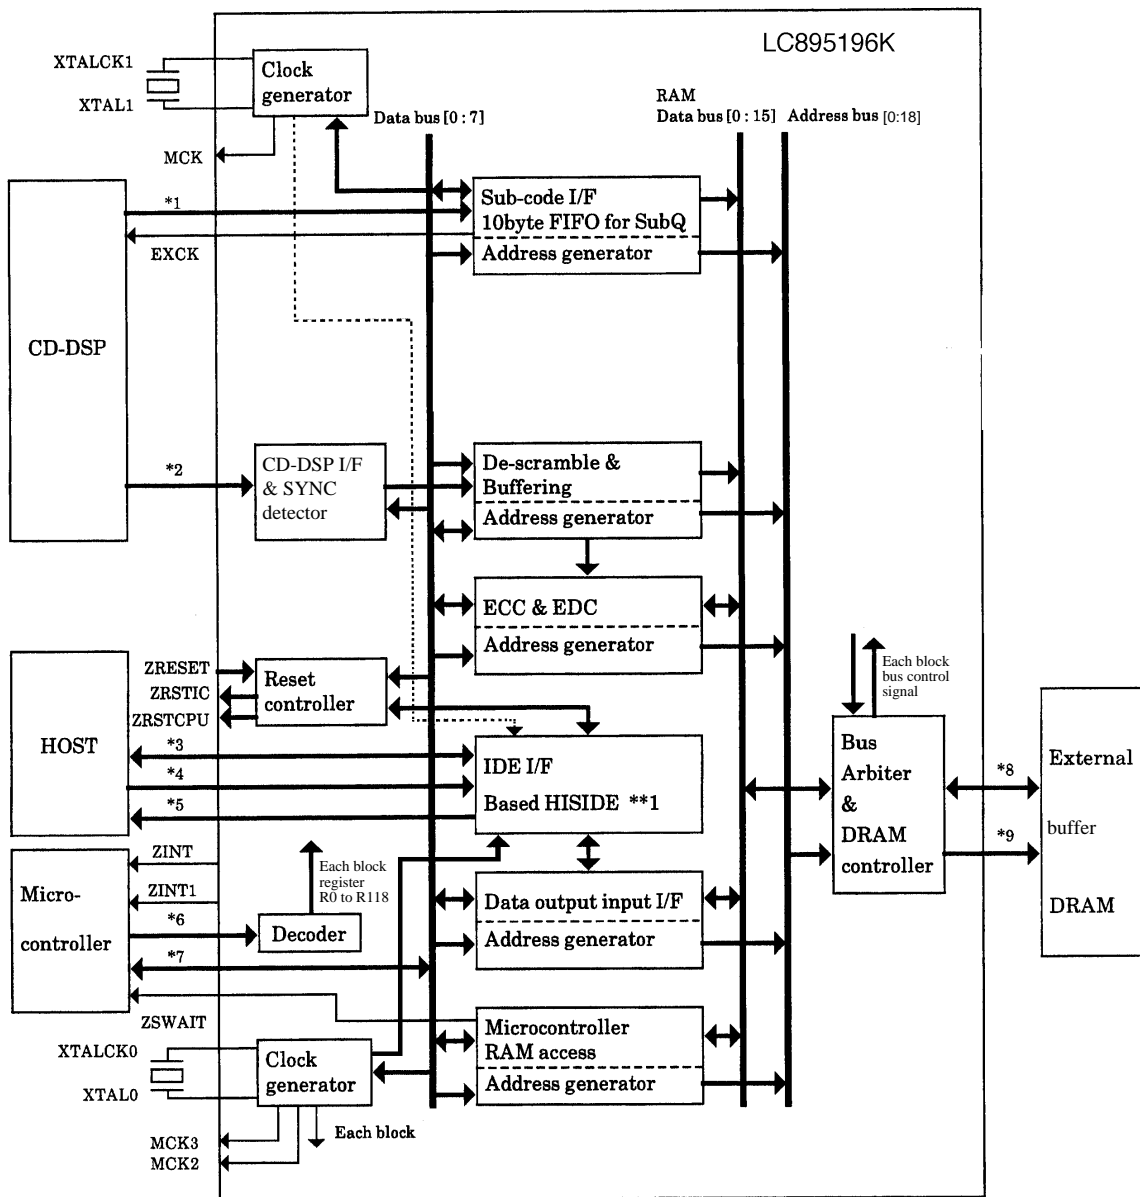 LC895196K
XTALCK1
XTAL1
Clock
generator
MCK
Data bus [0 : 7]
RAM
Data bus [0 : 15]
Address bus [0:18]
CD-DSP
*1
EXCK
Sub-code I/F
10byte FIFO for SubQ
Address generator
*2
CD-DSP I/F
& SYNC
detector
De-scramble &
Buffering
Address generator
ECC & EDC
Address generator
HOST
ZRESET
ZRSTIC
ZRSTCPU
Reset
controller
*3
*4
*5
IDE I/F
Based HISIDE **1
Each block
bus control
signal
Bus
Arbiter
&
DRAM
controller
*8
*9
External
buffer
DRAM
Micro-
controller
ZINT
ZINT1
*6
*7
ZSWAIT
Each block
register
R0 to R118
Decoder
Data output input I/F
Address generator
Microcontroller
RAM access
Address generator
XTALCK0
XTAL0
Clock
generator
MCK3
MCK2
Each block